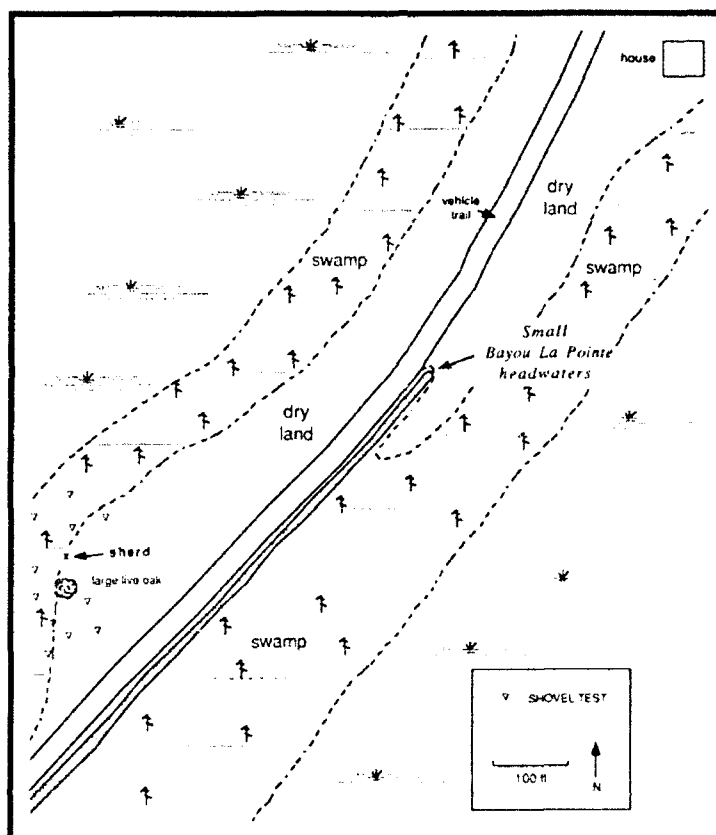 house
dry
land
vehicle
trail
swamp
swamp
Small
Bayou La Pointe
headwaters
dry
land
sherd
large live oak
swamp
SHOVEL TEST
100 ft
N